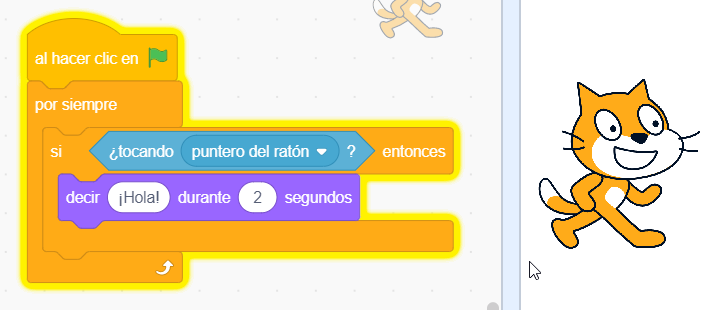 al hacer clic en
por siempre
si ¿tocando puntero del ratón ? entonces
decir ¡Hola! durante 2 segundos